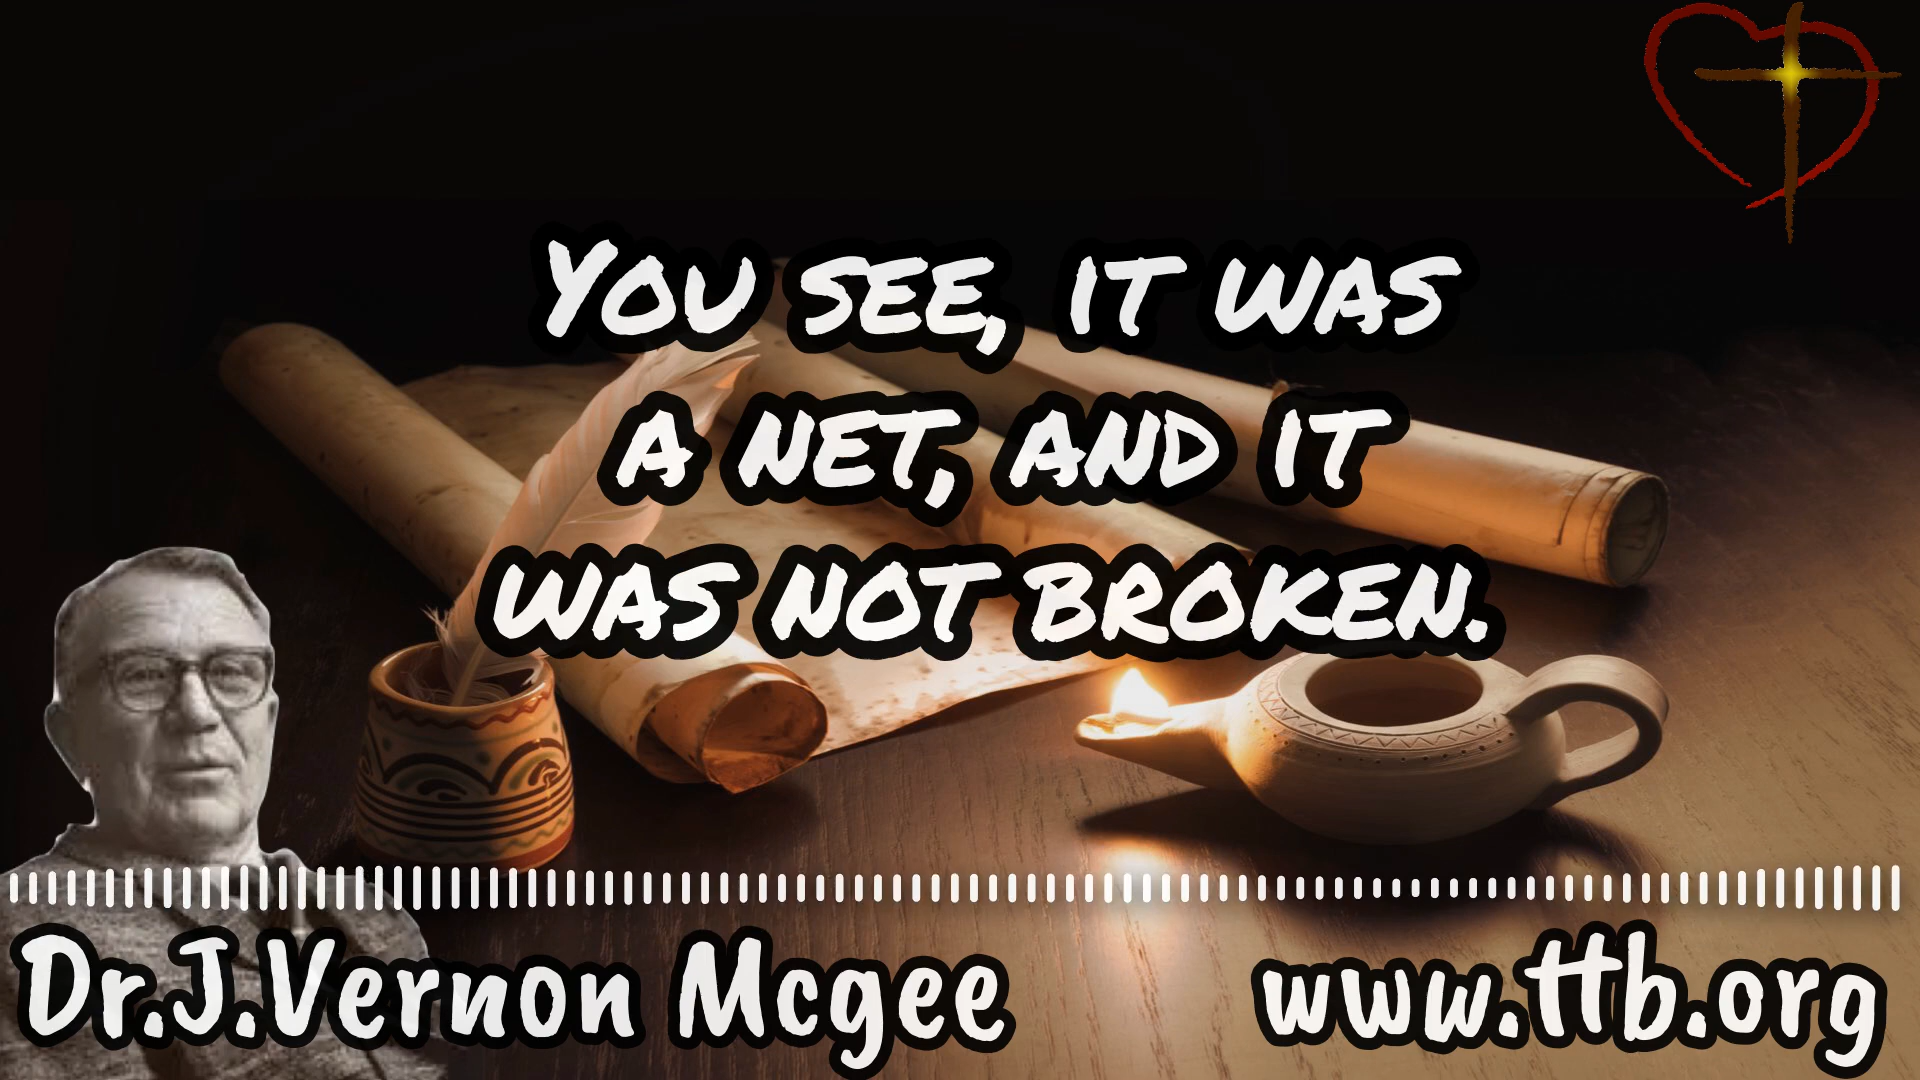 You see, it was
a net, and it
was not broken.
Dr.J.Vernon Mcgee
www.ttb.org